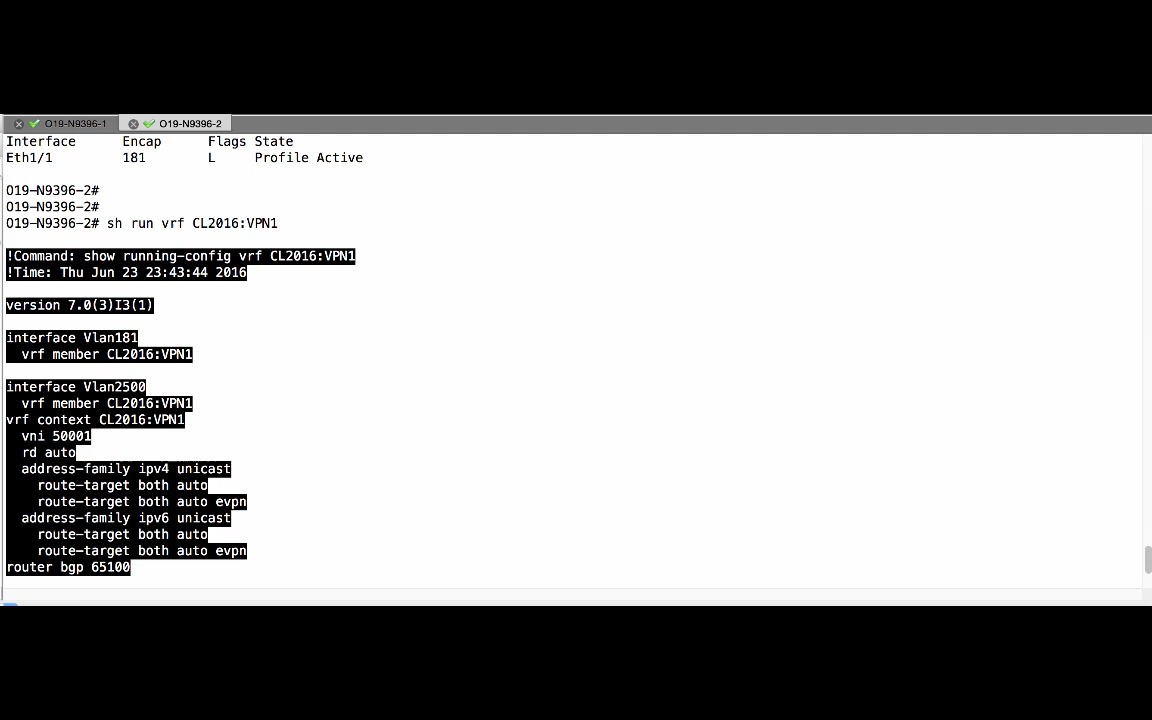 O19-N9396-1 O19-N9396-2
Interface Encap Flags State
Eth1/1 181 L Profile Active
O19-N9396-2#
O19-N9396-2#
O19-N9396-2# sh run vrf CL2016:VPN1
!Command: show running-config vrf CL2016:VPN1
!Time: Thu Jun 23 23:43:44 2016
version 7.0(3)I3(1)
interface Vlan181
  vrf member CL2016:VPN1
interface Vlan2500
  vrf member CL2016:VPN1
vrf context CL2016:VPN1
  vni 50001
  rd auto
  address-family ipv4 unicast
    route-target both auto
    route-target both auto evpn
  address-family ipv6 unicast
    route-target both auto
    route-target both auto evpn
router bgp 65100